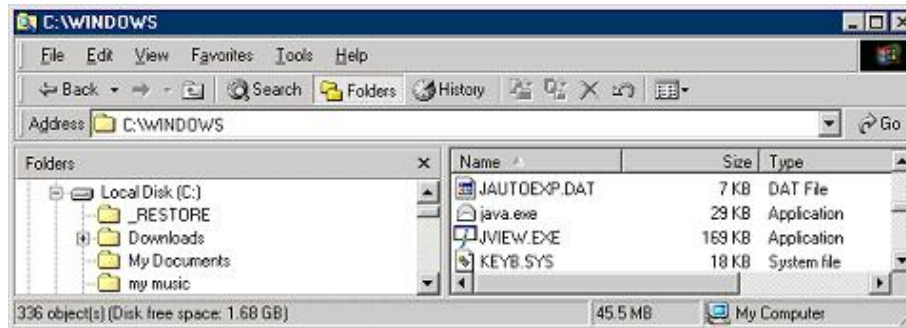 C:\WINDOWS
File Edit View Favorites Tools Help
Back Search Folders History
Address C:\WINDOWS Go
Folders Name Size Type
Local Disk (C:) JAUTOEXP.DAT 7 KB DAT File
_RESTORE java.exe 29 KB Application
Downloads JVIEW.EXE 169 KB Application
My Documents KEYB.SYS 18 KB System file
my music
336 object(s) (Disk free space: 1.68 GB) 45.5 MB My Computer